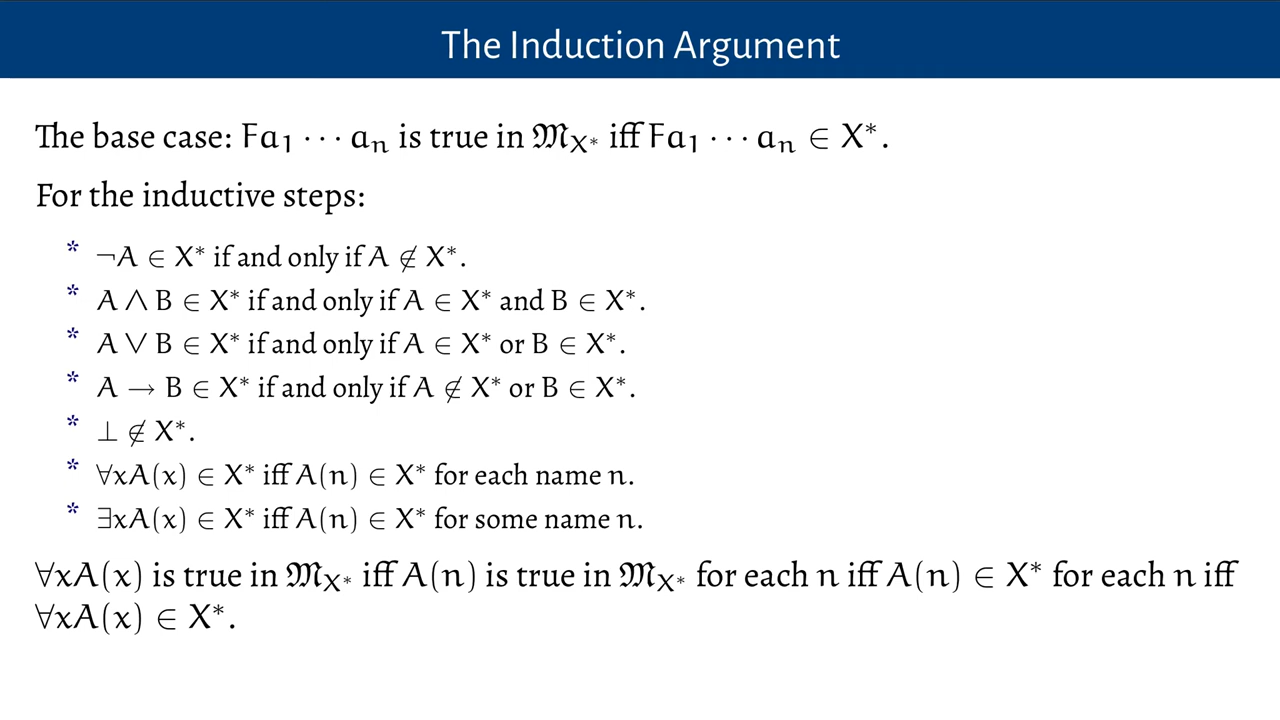 The Induction Argument
The base case: Fa₁ ⋯ aₙ is true in 𝔐_X* iff Fa₁ ⋯ aₙ ∈ X*.
For the inductive steps:
* ¬A ∈ X* if and only if A ∉ X*.
* A ∧ B ∈ X* if and only if A ∈ X* and B ∈ X*.
* A ∨ B ∈ X* if and only if A ∈ X* or B ∈ X*.
* A → B ∈ X* if and only if A ∉ X* or B ∈ X*.
* ⊥ ∉ X*.
* ∀xA(x) ∈ X* iff A(n) ∈ X* for each name n.
* ∃xA(x) ∈ X* iff A(n) ∈ X* for some name n.
∀xA(x) is true in 𝔐_X* iff A(n) is true in 𝔐_X* for each n iff A(n) ∈ X* for each n iff
∀xA(x) ∈ X*.